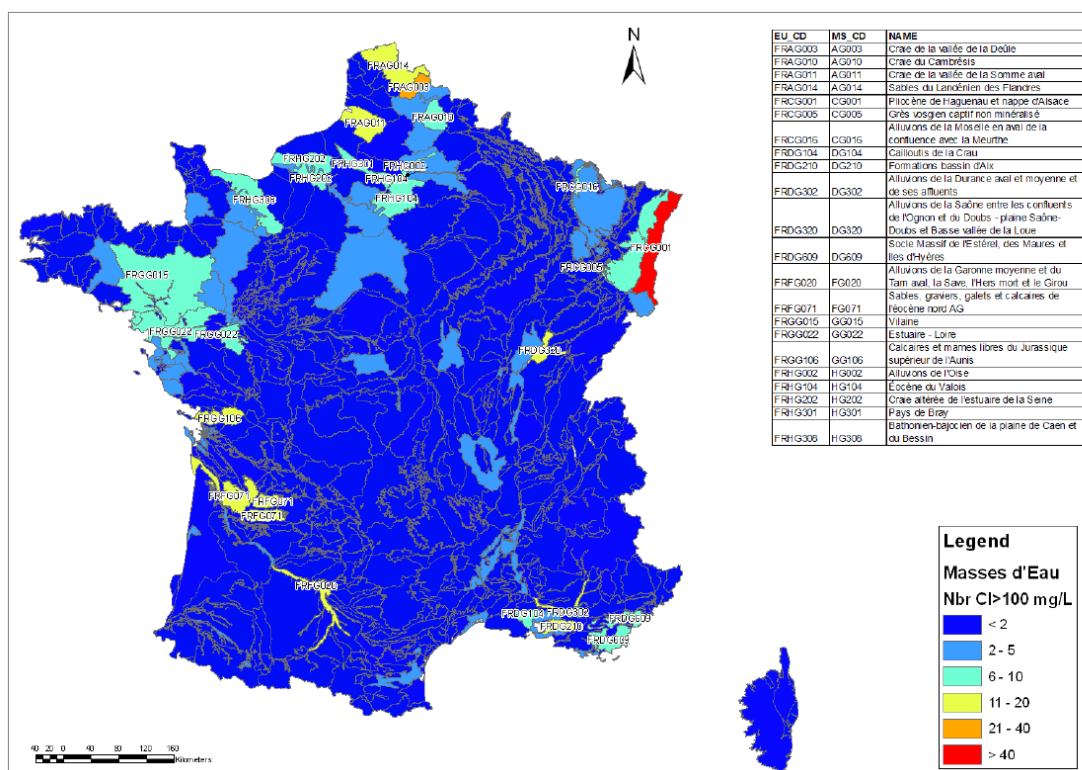 N
FRAG014
FRAG003
FRAG010
FRAG011
FRHG202
FRHG301
FRHG002
FRHG104
FRHG104
FRHG308
FRCG016
FRCG001
FRCG005
FRGG015
FRGG022
FRGG022
FRDG320
FRGG106
FRFG071
FRFG071
FRFG071
FRFG020
FRDG104
FRDG302
FRDG210
FRDG609
FRDG609
EU_CD MS_CD NAME
FRAG003 AG003 Craie de la vallée de la Deûle
FRAG010 AG010 Craie du Cambrésis
FRAG011 AG011 Craie de la vallée de la Somme aval
FRAG014 AG014 Sables du Landénien des Flandres
FRCG001 CG001 Pliocène de Haguenau et nappe d'Alsace
FRCG005 CG005 Grès vosgien captif non minéralisé
Alluvions de la Moselle en aval de la
FRCG016 CG016 confluence avec la Meurthe
FRDG104 DG104 Cailloutis de la Crau
FRDG210 DG210 Formations bassin d'Aix
Alluvions de la Durance aval et moyenne et
FRDG302 DG302 de ses affluents
Alluvions de la Saône entre les confluents
de l'Ognon et du Doubs - plaine Saône-
FRDG320 DG320 Doubs et Basse vallée de la Loue
Socle Massif de l'Estérel, des Maures et
FRDG609 DG609 Iles d'Hyères
Alluvions de la Garonne moyenne et du
FRFG020 FG020 Tarn aval, la Save, l'Hers mort et le Girou
Sables, graviers, galets et calcaires de
FRFG071 FG071 l'éocène nord AG
FRGG015 GG015 Vilaine
FRGG022 GG022 Estuaire - Loire
Calcaires et marnes libres du Jurassique
FRGG106 GG106 supérieur de l'Aunis
FRHG002 HG002 Alluvions de l'Oise
FRHG104 HG104 Éocène du Valois
FRHG202 HG202 Craie altérée de l'estuaire de la Seine
FRHG301 HG301 Pays de Bray
Bathonien-bajocien de la plaine de Caen et
FRHG308 HG308 du Bessin
Legend
Masses d'Eau
Nbr Cl>100 mg/L
< 2
2 - 5
6 - 10
11 - 20
21 - 40
> 40
40 20 0 40 80 120 160
Kilometers